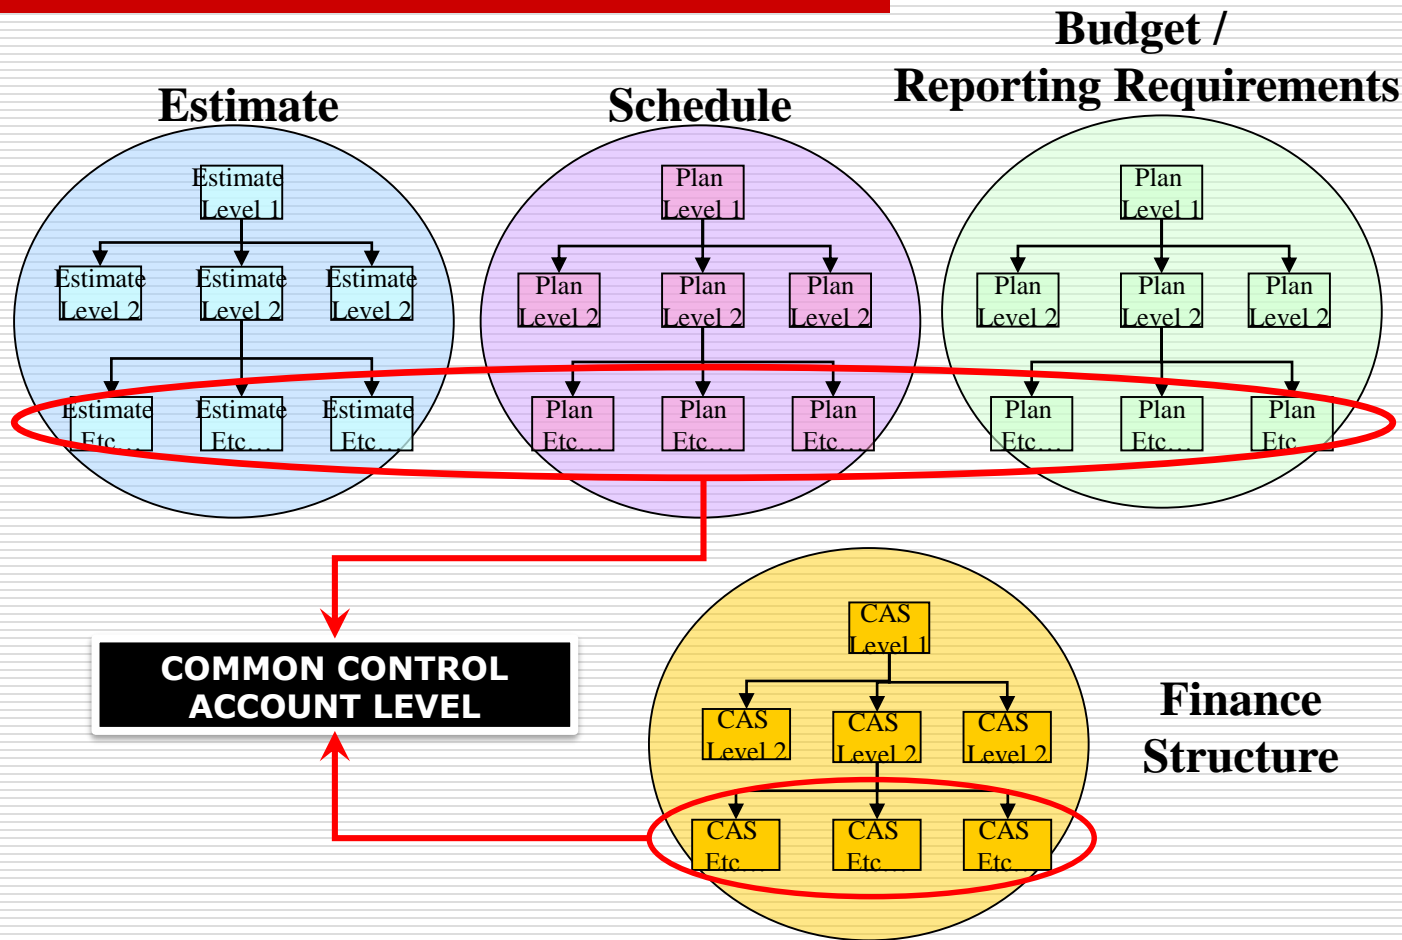 Budget /
Reporting Requirements
Estimate
Schedule
Estimate
Level 1
Plan
Level 1
Plan
Level 1
Estimate
Level 2
Estimate
Level 2
Estimate
Level 2
Plan
Level 2
Plan
Level 2
Plan
Level 2
Plan
Level 2
Plan
Level 2
Plan
Level 2
Estimate
Etc…
Estimate
Etc…
Estimate
Etc…
Plan
Etc…
Plan
Etc…
Plan
Etc…
Plan
Etc…
Plan
Etc…
Plan
Etc…
COMMON CONTROL
ACCOUNT LEVEL
CAS
Level 1
CAS
Level 2
CAS
Level 2
CAS
Level 2
CAS
Etc…
CAS
Etc…
CAS
Etc…
Finance
Structure